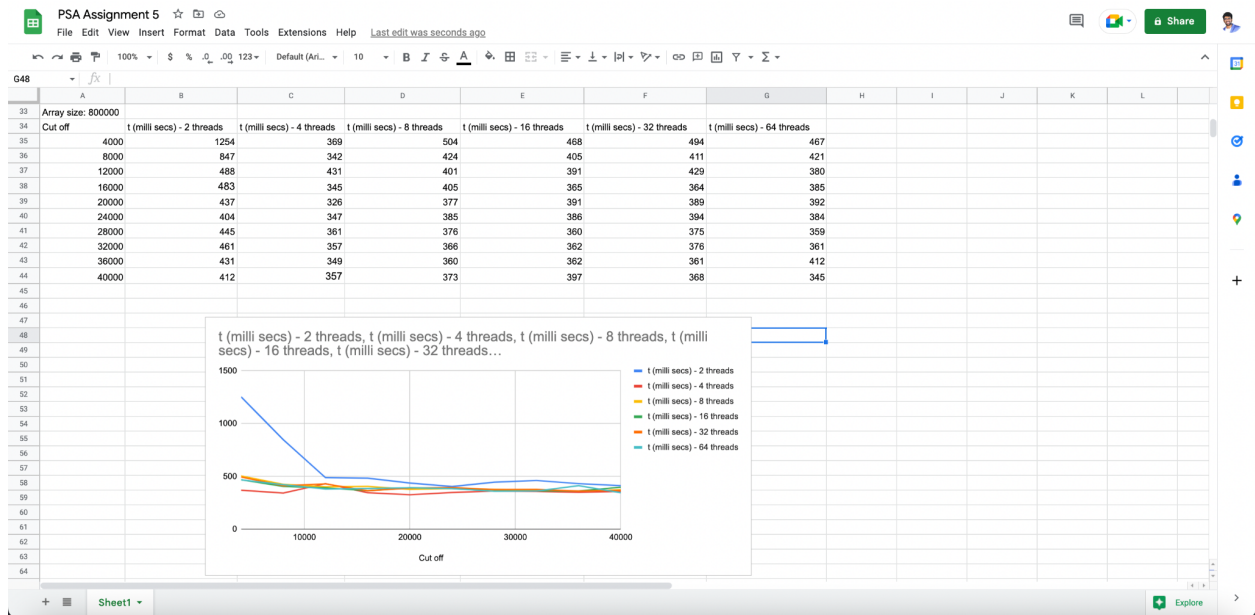 PSA Assignment 5
File Edit View Insert Format Data Tools Extensions Help Last edit was seconds ago
Share
100% $ % .0 .00 123 Default (Ari... 10 B I S A
G48 fx
A B C D E F G H I J K L
33 Array size: 800000
34 Cut off t (milli secs) - 2 threads t (milli secs) - 4 threads t (milli secs) - 8 threads t (milli secs) - 16 threads t (milli secs) - 32 threads t (milli secs) - 64 threads
35 4000 1254 369 504 468 494 467
36 8000 847 342 424 405 411 421
37 12000 488 431 401 391 429 380
38 16000 483 345 405 365 364 385
39 20000 437 326 377 391 389 392
40 24000 404 347 385 386 394 384
41 28000 445 361 376 360 375 359
42 32000 461 357 366 362 376 361
43 36000 431 349 360 362 361 412
44 40000 412 357 373 397 368 345
45
46
47
48
49
50
51
52
53
54
55
56
57
58
59
60
61
62
63
64
t (milli secs) - 2 threads, t (milli secs) - 4 threads, t (milli secs) - 8 threads, t (milli
secs) - 16 threads, t (milli secs) - 32 threads…
1500
1000
500
0
10000 20000 30000 40000
Cut off
t (milli secs) - 2 threads
t (milli secs) - 4 threads
t (milli secs) - 8 threads
t (milli secs) - 16 threads
t (milli secs) - 32 threads
t (milli secs) - 64 threads
Sheet1
Explore